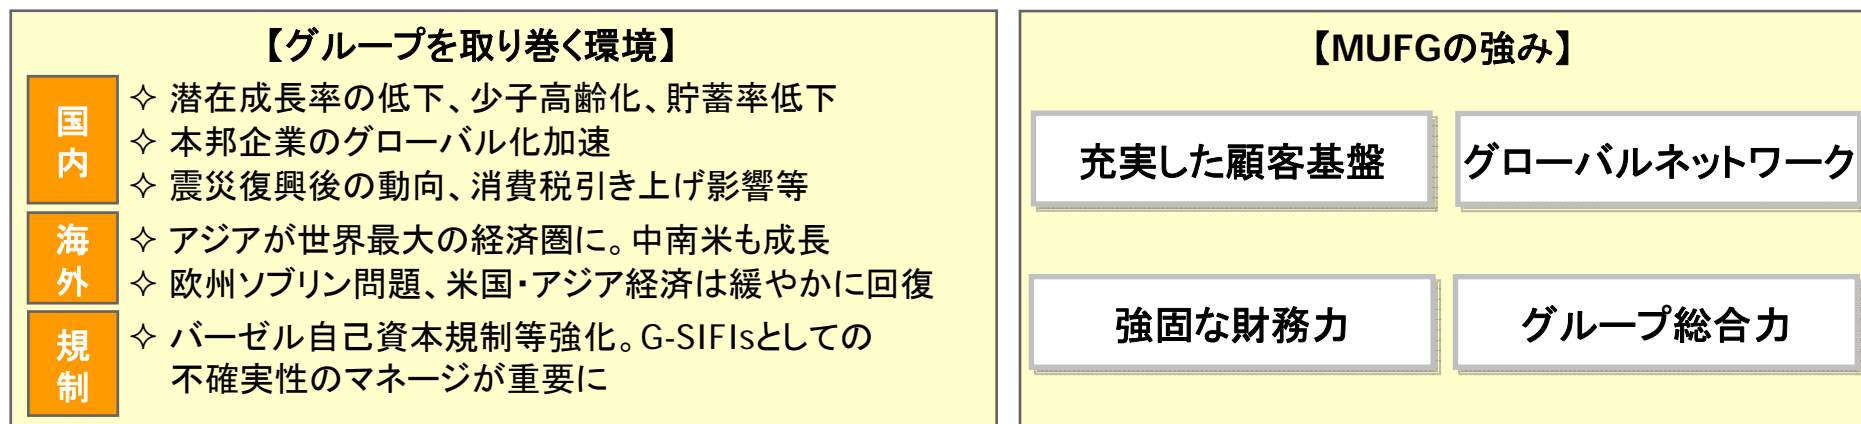 【グループを取り巻く環境】
国内
✧ 潜在成長率の低下、少子高齢化、貯蓄率低下
✧ 本邦企業のグローバル化加速
✧ 震災復興後の動向、消費税引き上げ影響等
海外
✧ アジアが世界最大の経済圏に。中南米も成長
✧ 欧州ソブリン問題、米国・アジア経済は緩やかに回復
規制
✧ バーゼル自己資本規制等強化。G-SIFIsとしての
不確実性のマネージが重要に
【MUFGの強み】
充実した顧客基盤
グローバルネットワーク
強固な財務力
グループ総合力